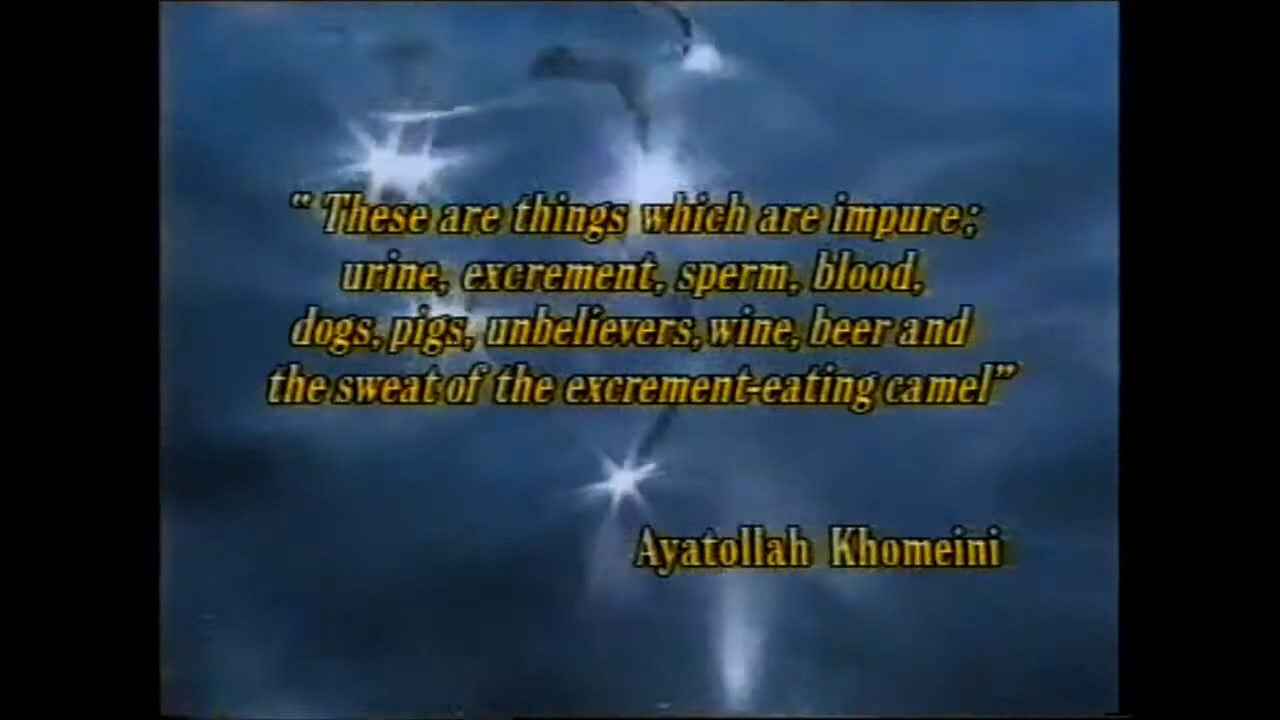 " These are things which are impure;
urine, excrement, sperm, blood,
dogs, pigs, unbelievers, wine, beer and
the sweat of the excrement-eating camel"
Ayatollah Khomeini